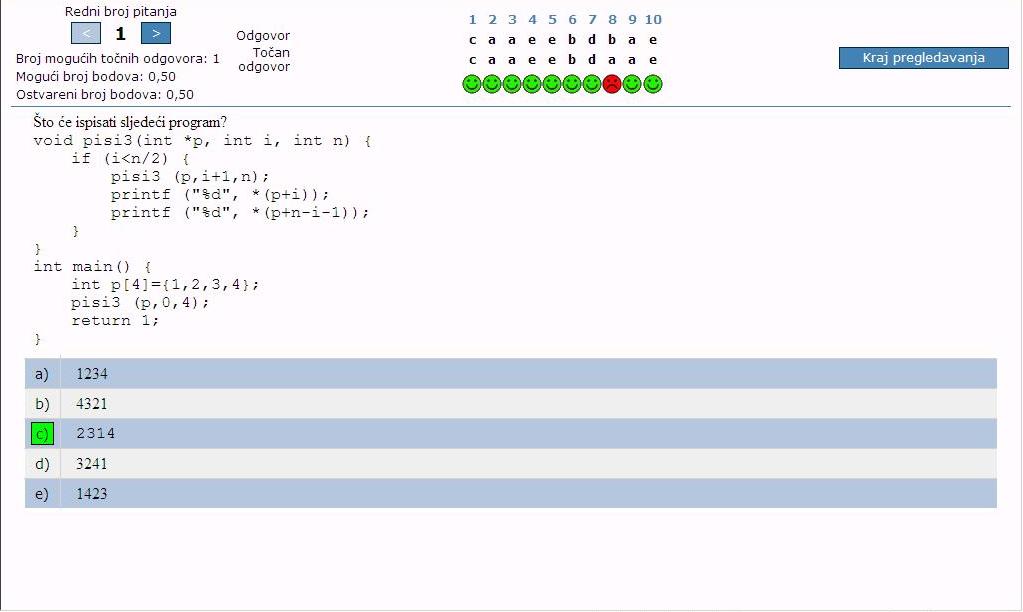 Redni broj pitanja
< 1 >
Broj mogućih točnih odgovora: 1
Mogući broj bodova: 0,50
Ostvareni broj bodova: 0,50
1 2 3 4 5 6 7 8 9 10
Odgovor c a a e e b d b a e
Točan odgovor c a a e e b d a a e
Kraj pregledavanja
Što će ispisati sljedeći program?
void pisi3(int *p, int i, int n) {
    if (i<n/2) {
        pisi3 (p,i+1,n);
        printf ("%d", *(p+i));
        printf ("%d", *(p+n-i-1));
    }
}
int main() {
    int p[4]={1,2,3,4};
    pisi3 (p,0,4);
    return 1;
}
a) 1234
b) 4321
c) 2314
d) 3241
e) 1423